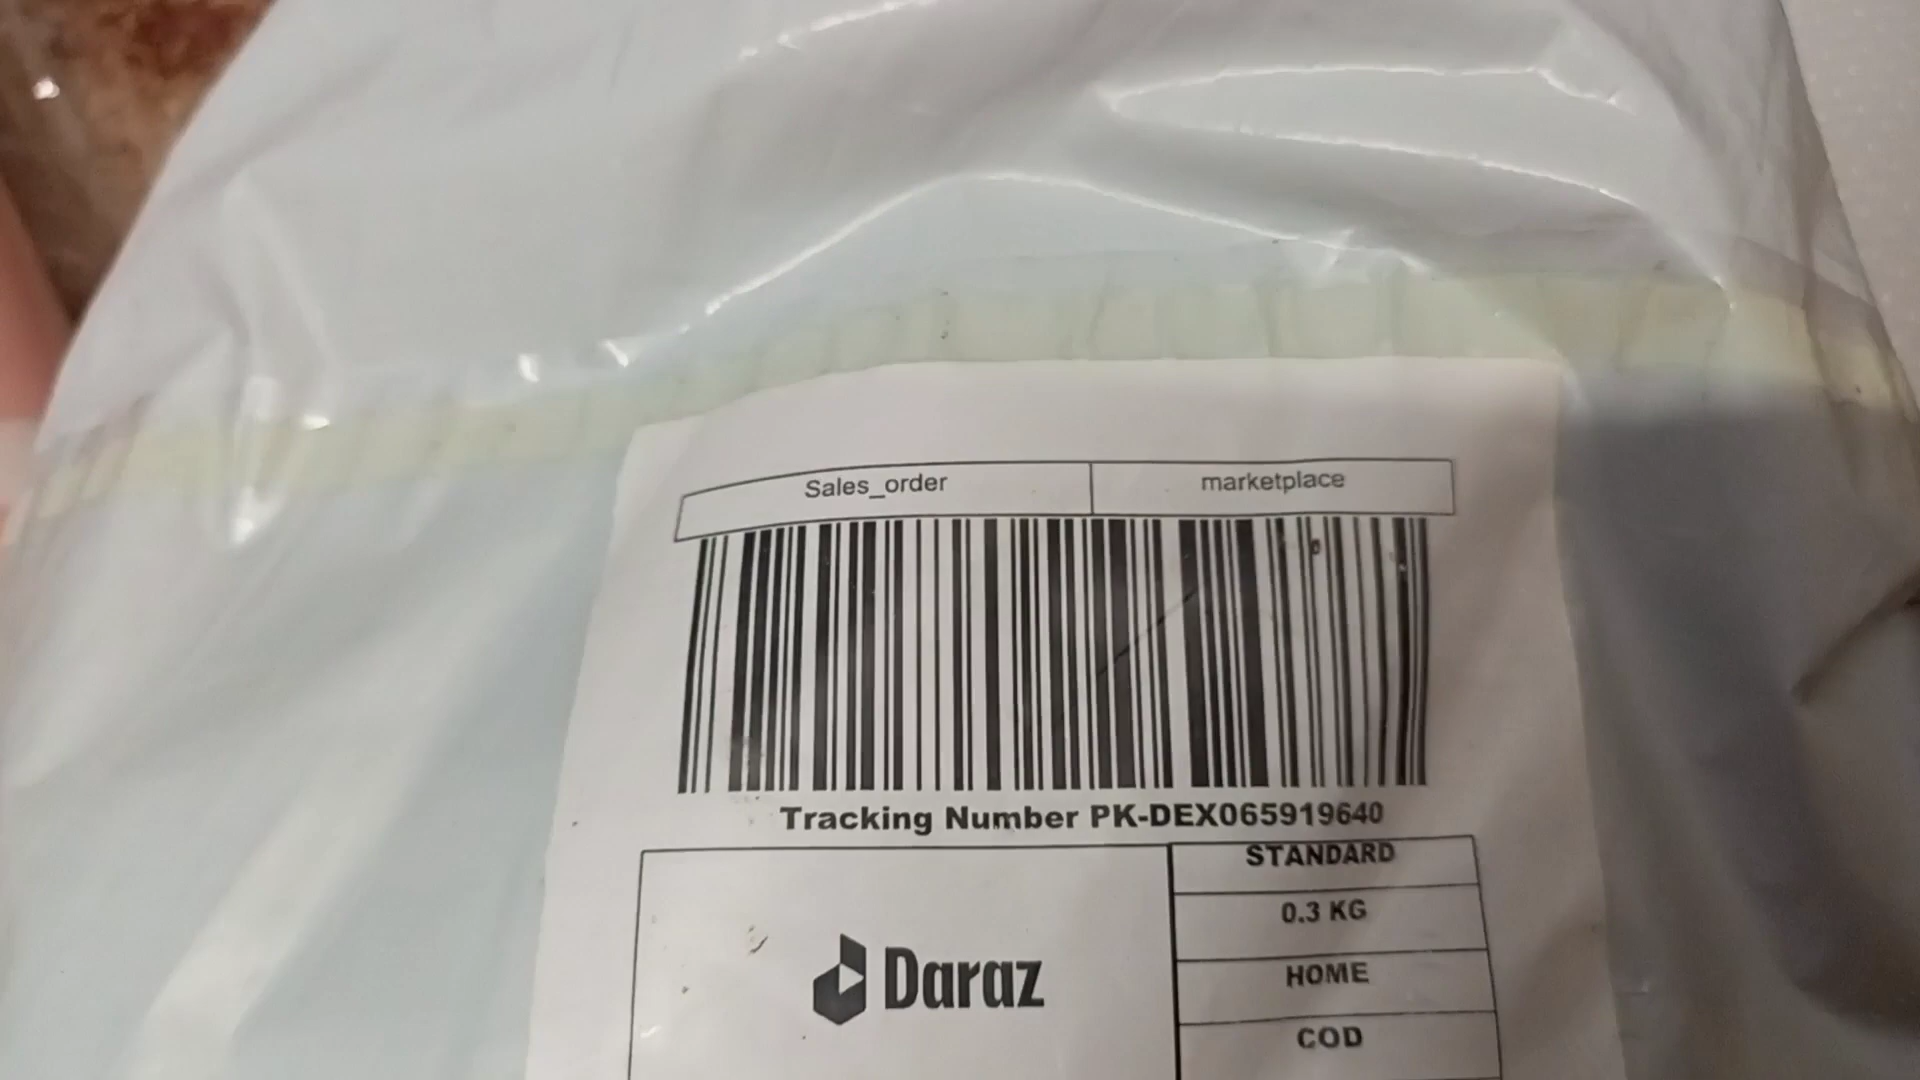 Sales_order marketplace
Tracking Number PK-DEX065919640
STANDARD
0.3 KG
Daraz
HOME
COD